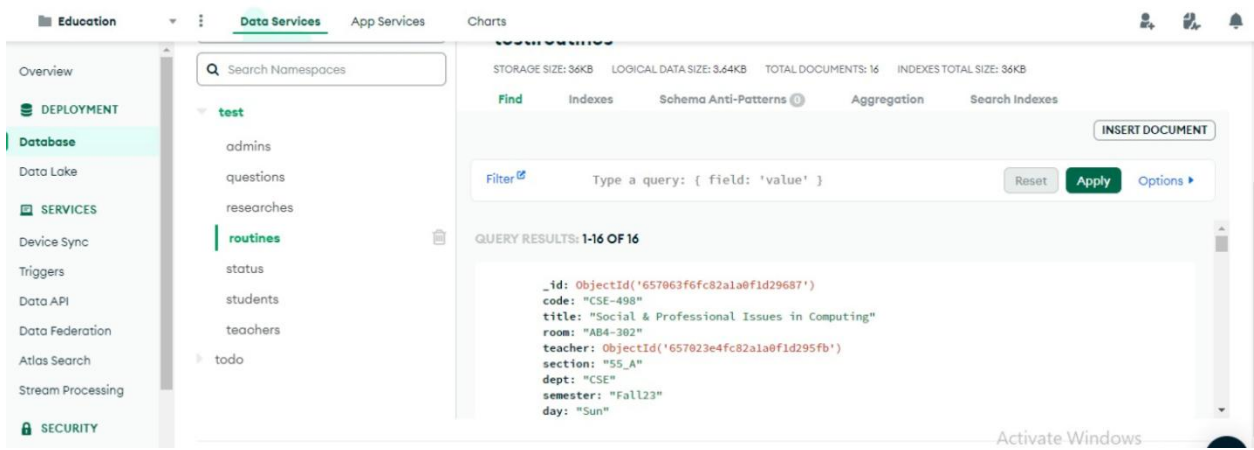 Education
Data Services
App Services
Charts
Overview
DEPLOYMENT
Database
Data Lake
SERVICES
Device Sync
Triggers
Data API
Data Federation
Atlas Search
Stream Processing
SECURITY
Search Namespaces
test
admins
questions
researches
routines
status
students
teachers
todo
STORAGE SIZE: 36KB LOGICAL DATA SIZE: 3.64KB TOTAL DOCUMENTS: 16 INDEXES TOTAL SIZE: 36KB
Find Indexes Schema Anti-Patterns 0 Aggregation Search Indexes
INSERT DOCUMENT
Filter Type a query: { field: 'value' } Reset Apply Options
QUERY RESULTS: 1-16 OF 16
_id: ObjectId('657063f6fc82a1a0f1d29687')
code: "CSE-498"
title: "Social & Professional Issues in Computing"
room: "AB4-302"
teacher: ObjectId('657023e4fc82a1a0f1d295fb')
section: "55_A"
dept: "CSE"
semester: "Fall23"
day: "Sun"
Activate Windows